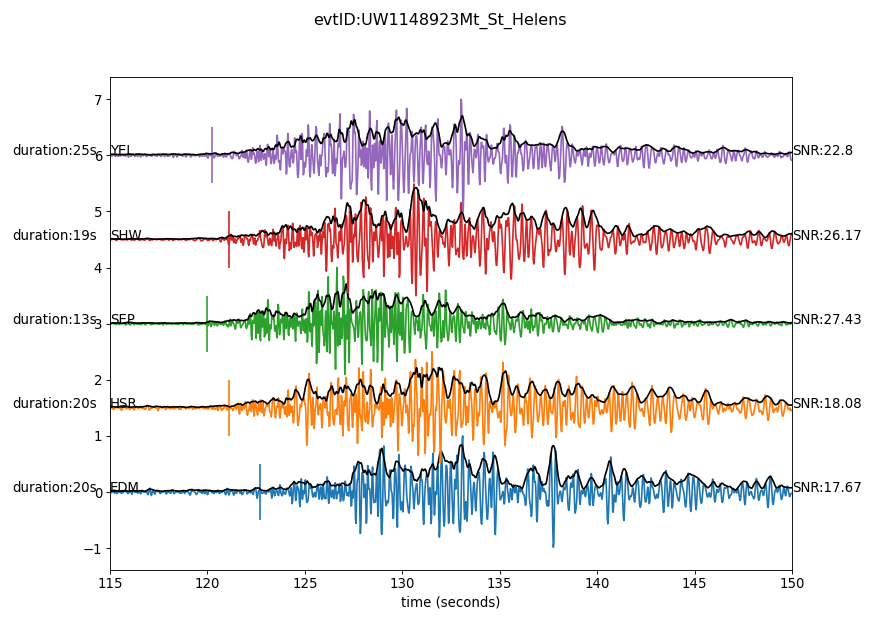 evtID:UW1148923Mt_St_Helens
7
duration:25s 6 YEL SNR:22.8
5
duration:19s SHW SNR:26.17
4
duration:13s 3 SEP SNR:27.43
2
duration:20s HSR SNR:18.08
1
duration:20s 0 EDM SNR:17.67
−1
115 120 125 130 135 140 145 150
time (seconds)